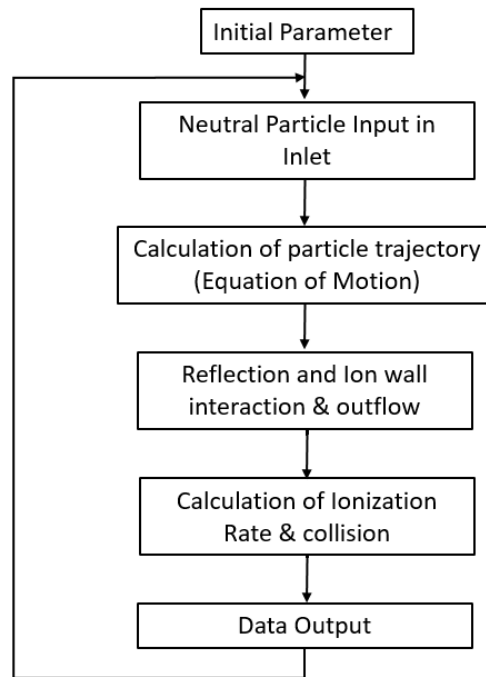 Initial Parameter
Neutral Particle Input in
Inlet
Calculation of particle trajectory
(Equation of Motion)
Reflection and Ion wall
interaction & outflow
Calculation of Ionization
Rate & collision
Data Output